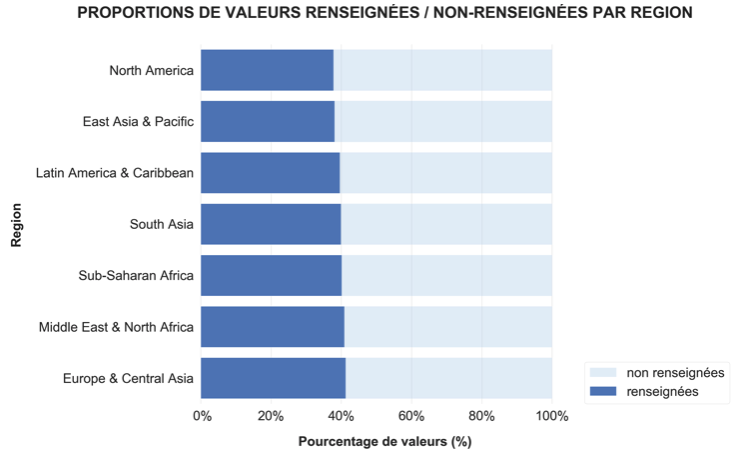 PROPORTIONS DE VALEURS RENSEIGNÉES / NON-RENSEIGNÉES PAR REGION
Region
North America
East Asia & Pacific
Latin America & Caribbean
South Asia
Sub-Saharan Africa
Middle East & North Africa
Europe & Central Asia
0% 20% 40% 60% 80% 100%
Pourcentage de valeurs (%)
non renseignées
renseignées